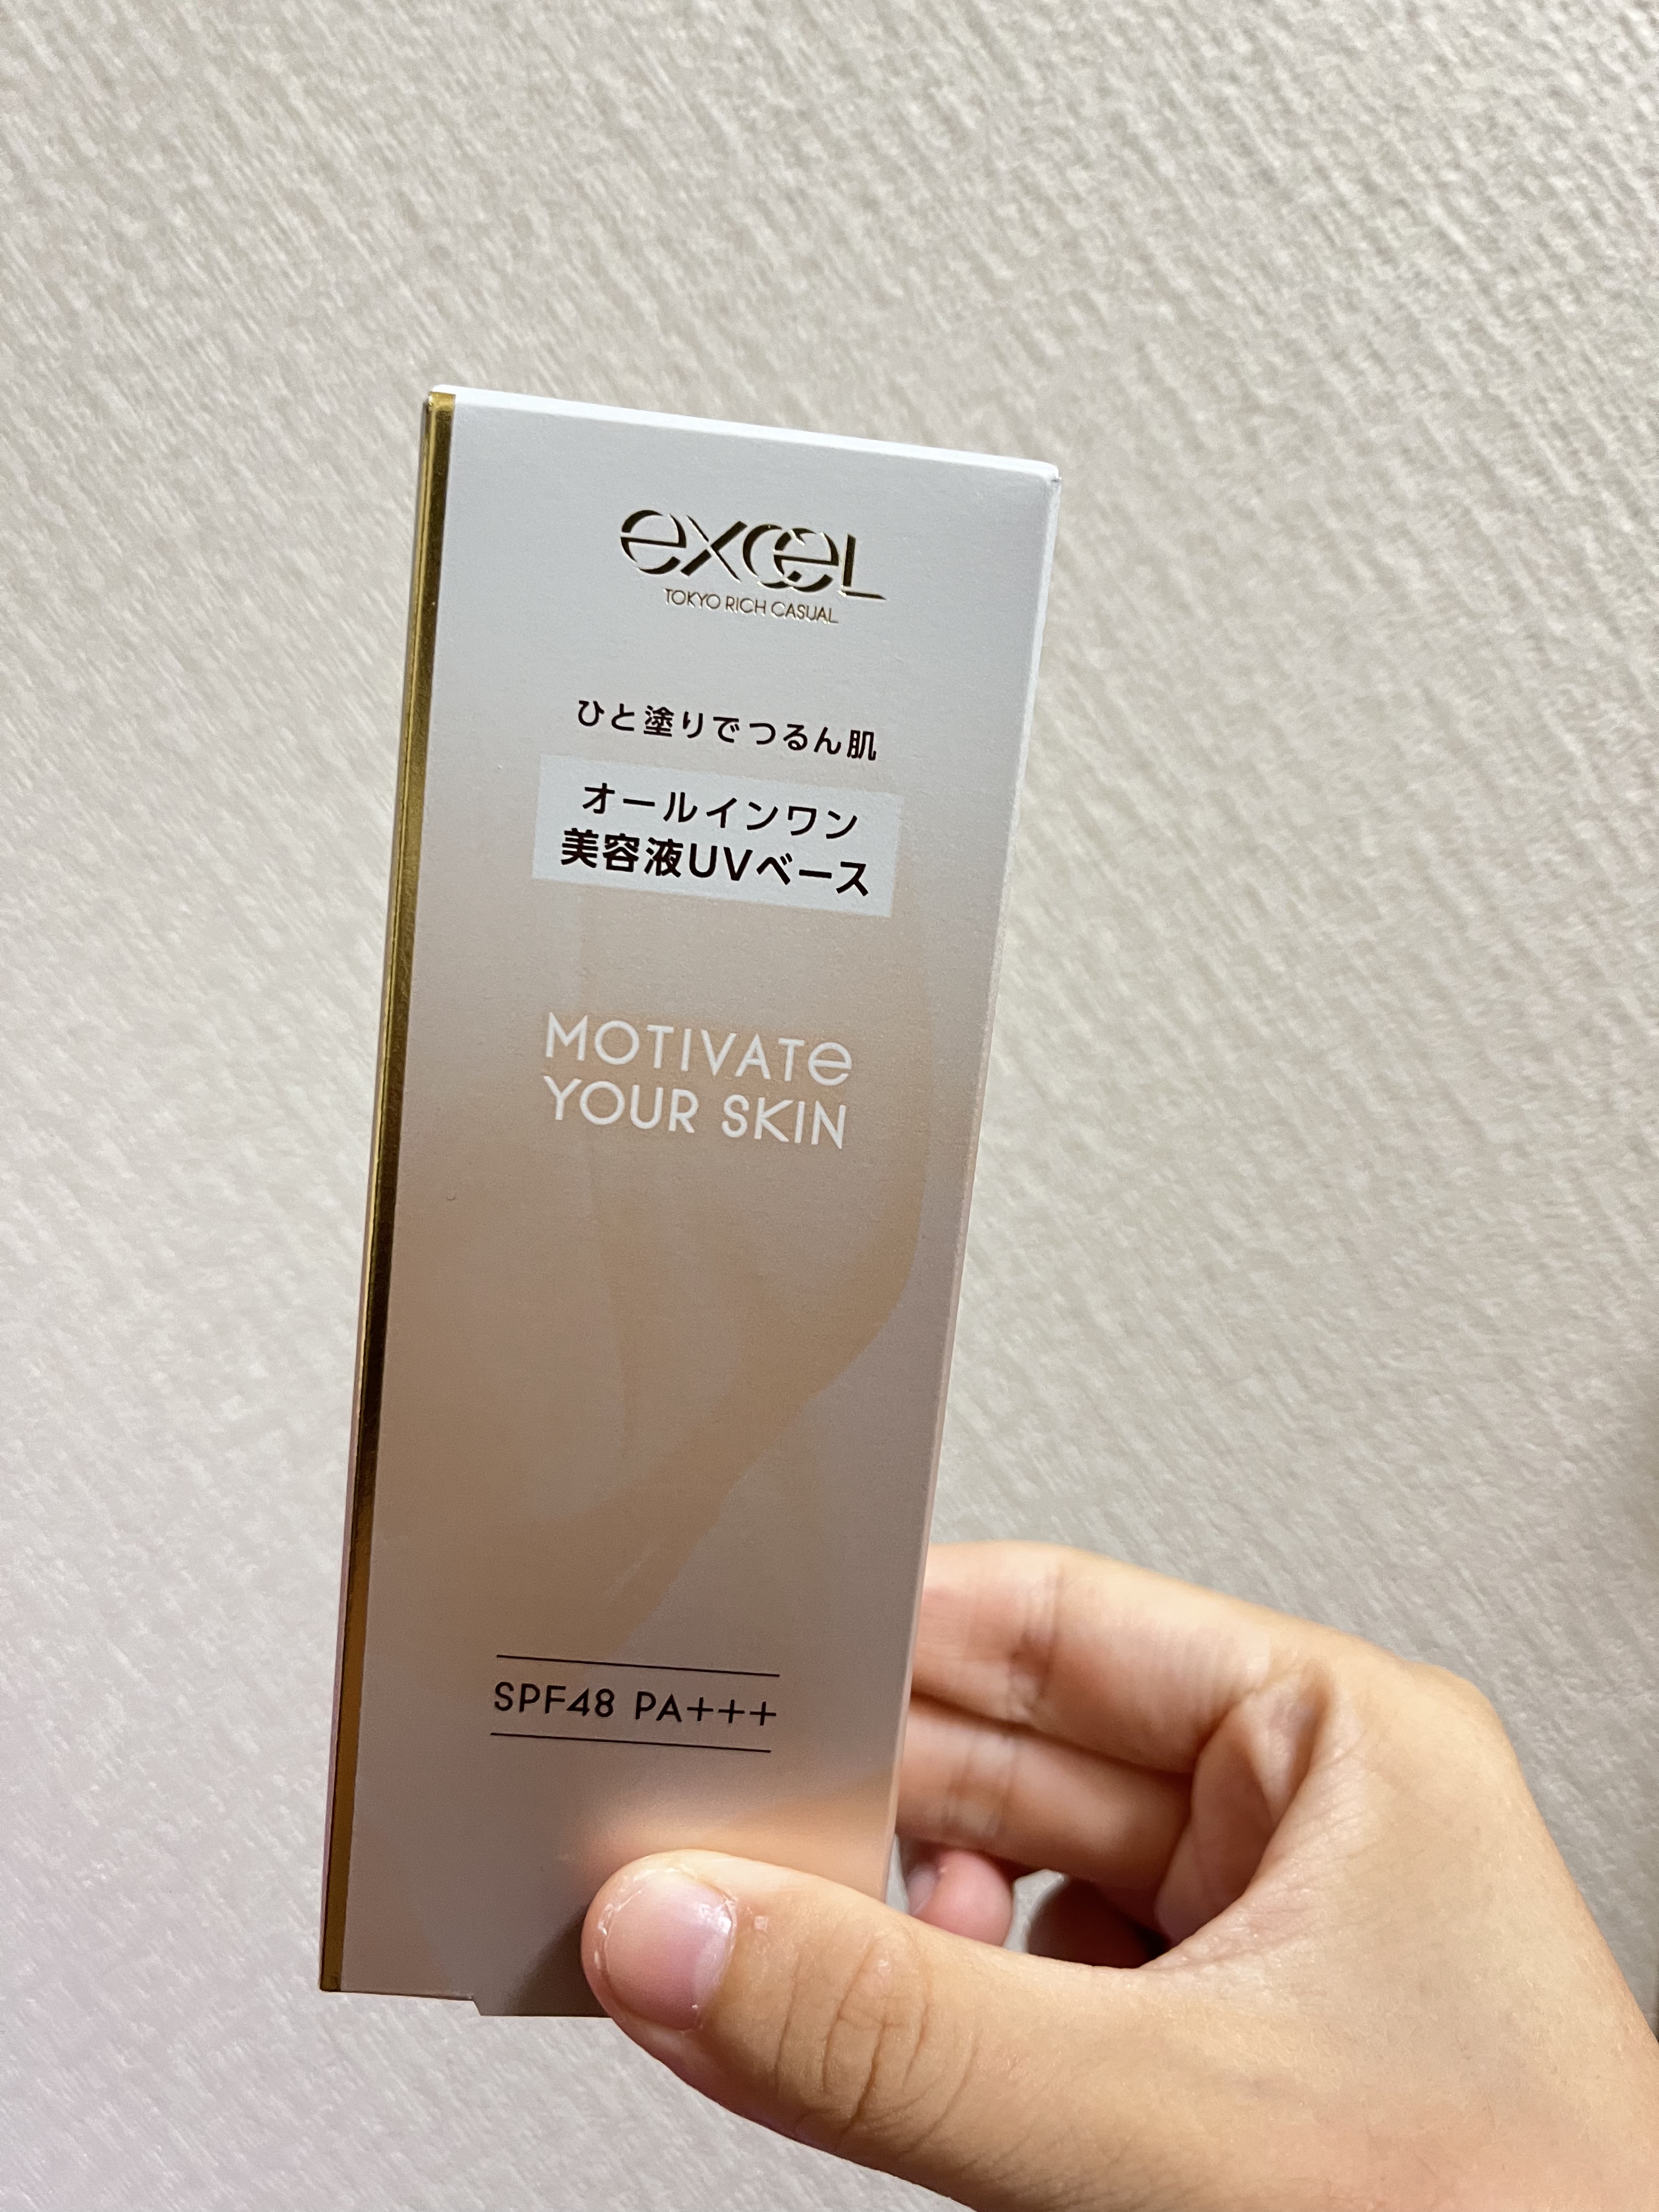 excel
TOKYO RICH CASUAL
ひと塗りでつるん肌
オールインワン
美容液UVベース
MOTIVATe
YOUR SKIN
SPF48 PA+++